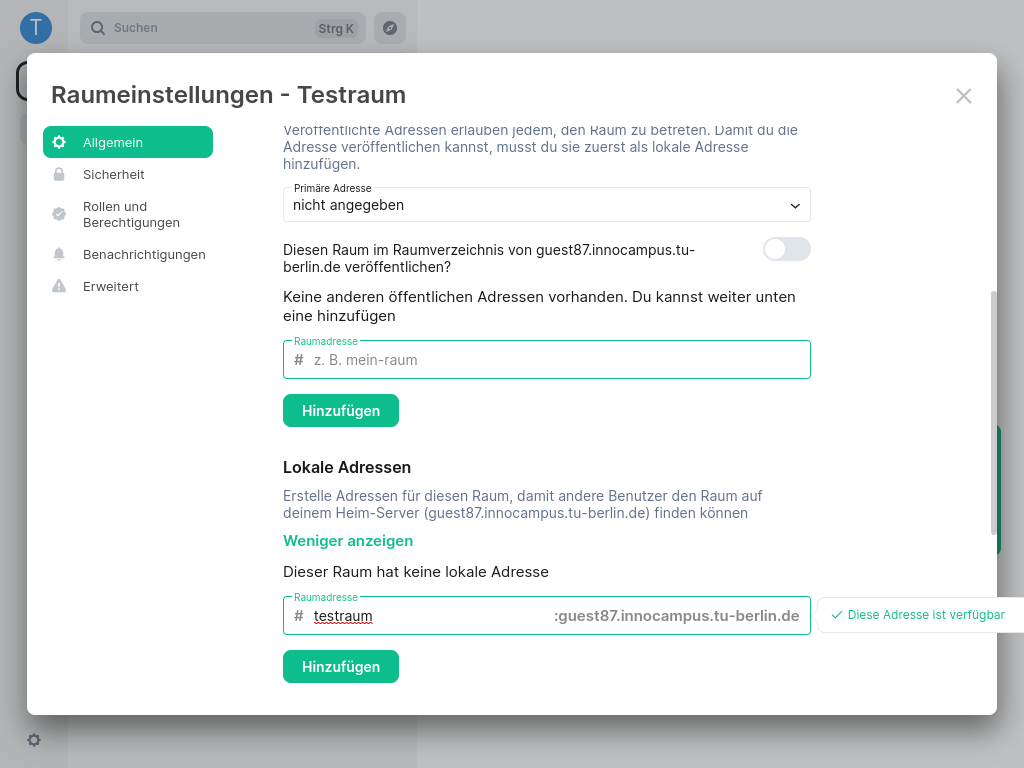 T
Suchen
Strg K
Raumeinstellungen - Testraum
Allgemein
Sicherheit
Rollen und
Berechtigungen
Benachrichtigungen
Erweitert
Veröffentlichte Adressen erlauben jedem, den Raum zu betreten. Damit du die
Adresse veröffentlichen kannst, musst du sie zuerst als lokale Adresse
hinzufügen.
Primäre Adresse
nicht angegeben
Diesen Raum im Raumverzeichnis von guest87.innocampus.tu-
berlin.de veröffentlichen?
Keine anderen öffentlichen Adressen vorhanden. Du kannst weiter unten
eine hinzufügen
Raumadresse
# z. B. mein-raum
Hinzufügen
Lokale Adressen
Erstelle Adressen für diesen Raum, damit andere Benutzer den Raum auf
deinem Heim-Server (guest87.innocampus.tu-berlin.de) finden können
Weniger anzeigen
Dieser Raum hat keine lokale Adresse
Raumadresse
# testraum :guest87.innocampus.tu-berlin.de
Diese Adresse ist verfügbar
Hinzufügen